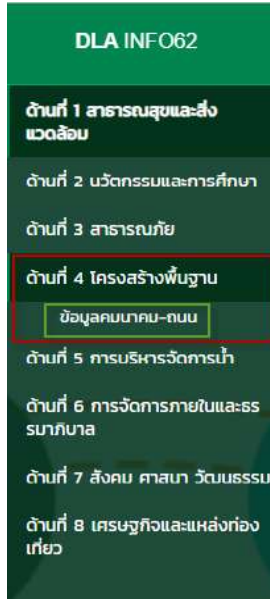 DLA INFO62
ด้านที่ 1 สาธารณสุขและสิ่ง
แวดล้อม
ด้านที่ 2 นวัตกรรมและการศึกษา
ด้านที่ 3 สาธารณภัย
ด้านที่ 4 โครงสร้างพื้นฐาน
ข้อมูลคมนาคม-ถนน
ด้านที่ 5 การบริหารจัดการน้ำ
ด้านที่ 6 การจัดการภายในและธร
รมาภิบาล
ด้านที่ 7 สังคม ศาสนา วัฒนธรรม
ด้านที่ 8 เศรษฐกิจและแหล่งท่อง
เที่ยว